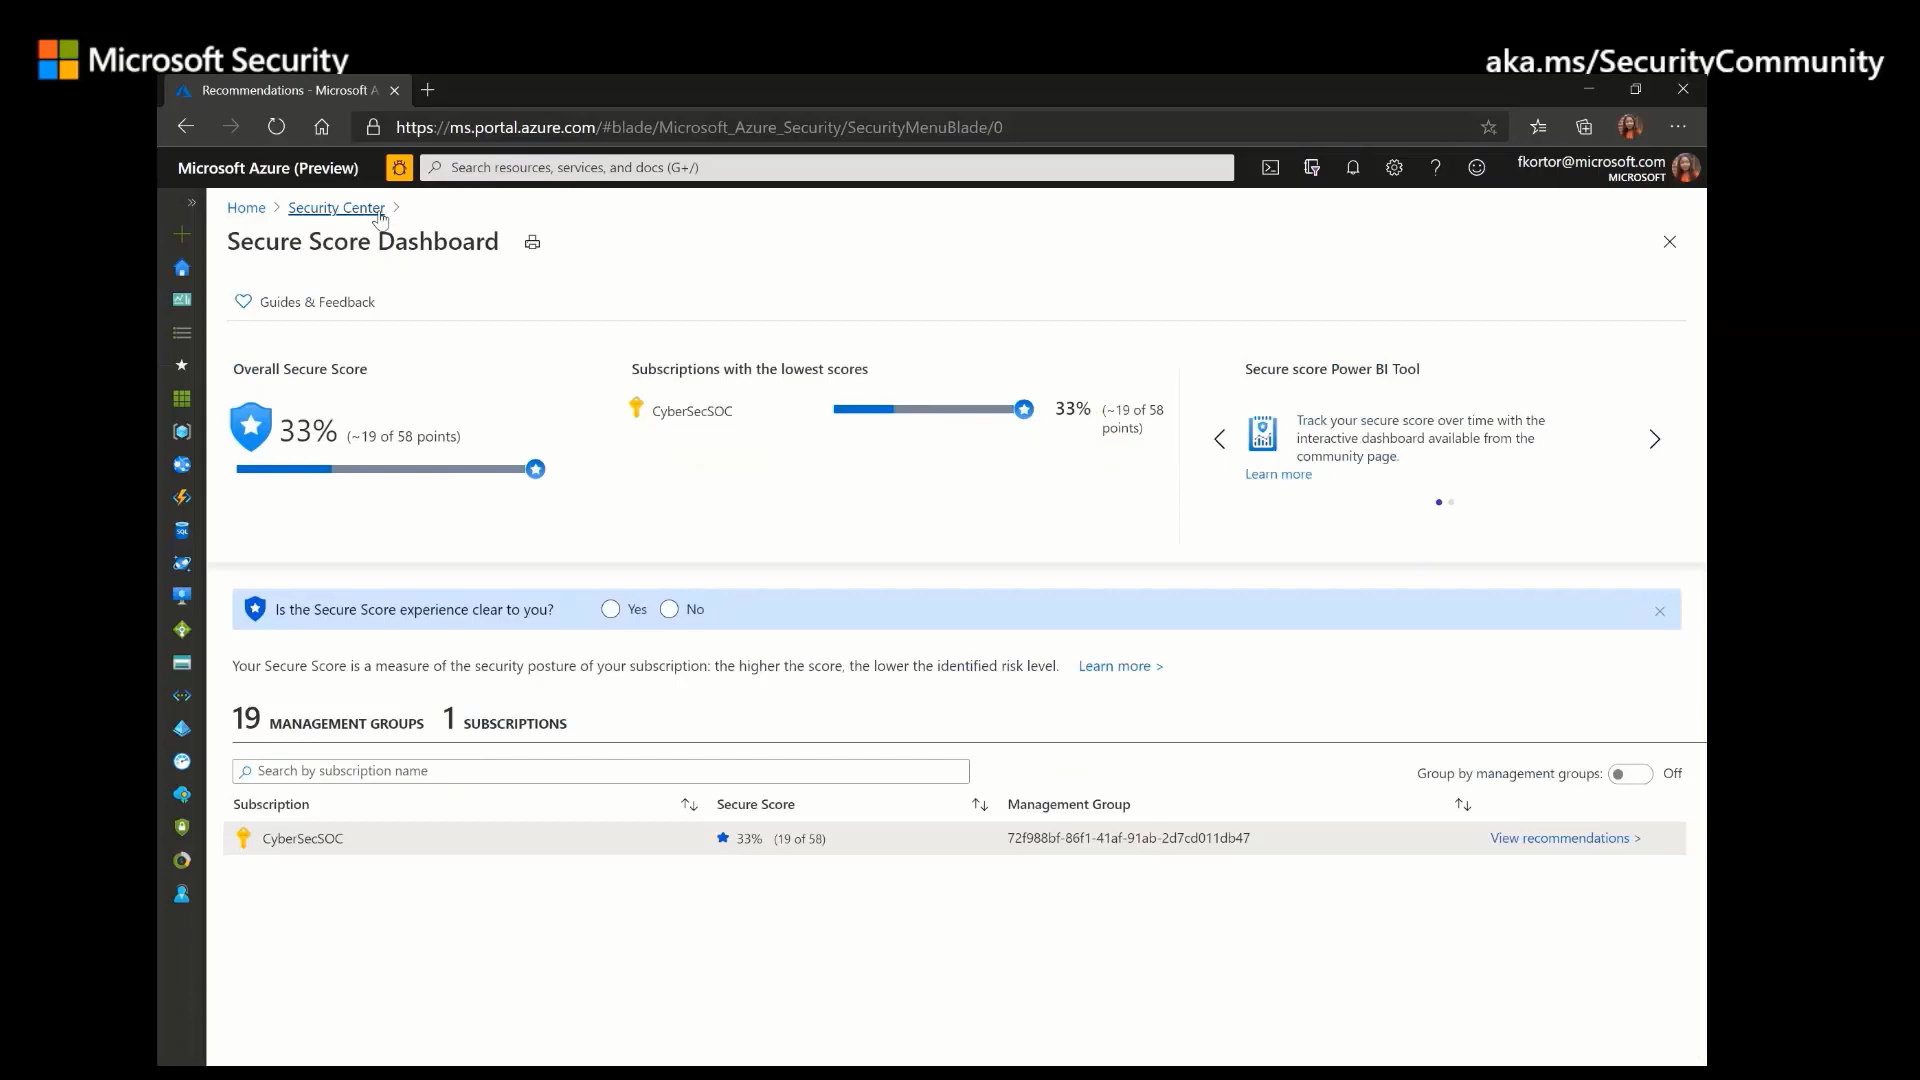 Microsoft Security
aka.ms/SecurityCommunity
Recommendations - Microsoft A
https://ms.portal.azure.com/#blade/Microsoft_Azure_Security/SecurityMenuBlade/0
Microsoft Azure (Preview)
Search resources, services, and docs (G+/)
fkortor@microsoft.com
MICROSOFT
Home > Security Center >
Secure Score Dashboard
Guides & Feedback
Overall Secure Score
33% (~19 of 58 points)
Subscriptions with the lowest scores
CyberSecSOC
33% (~19 of 58
points)
Secure score Power BI Tool
Track your secure score over time with the
interactive dashboard available from the
community page.
Learn more
Is the Secure Score experience clear to you? Yes No
Your Secure Score is a measure of the security posture of your subscription: the higher the score, the lower the identified risk level. Learn more >
19 MANAGEMENT GROUPS 1 SUBSCRIPTIONS
Search by subscription name
Group by management groups: Off
Subscription Secure Score Management Group
CyberSecSOC 33% (19 of 58) 72f988bf-86f1-41af-91ab-2d7cd011db47 View recommendations >